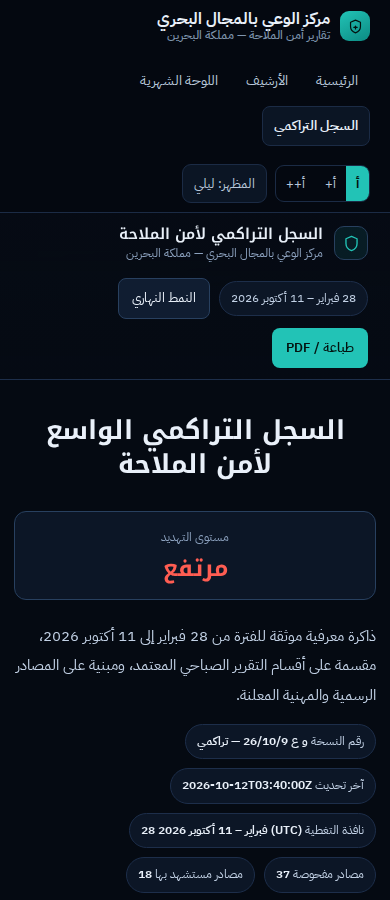 مركز الوعي بالمجال البحري
تقارير أمن الملاحة — مملكة البحرين
الرئيسية
الأرشيف
اللوحة الشهرية
السجل التراكمي
أ
أ+
أ++
المظهر: ليلي
السجل التراكمي لأمن الملاحة
مركز الوعي بالمجال البحري — مملكة البحرين
28 فبراير – 11 أكتوبر 2026
النمط النهاري
طباعة / PDF
السجل التراكمي الواسع
لأمن الملاحة
مستوى التهديد
مرتفع
ذاكرة معرفية موثقة للفترة من 28 فبراير إلى 11 أكتوبر 2026،
مقسمة على أقسام التقرير الصباحي المعتمد، ومبنية على المصادر
الرسمية والمهنية المعلنة.
رقم النسخة و ع 26/10/9 — تراكمي
آخر تحديث 2026-10-12T03:40:00Z
نافذة التغطية (UTC) 28 فبراير – 11 أكتوبر 2026
مصادر مفحوصة 37
مصادر مستشهد بها 18